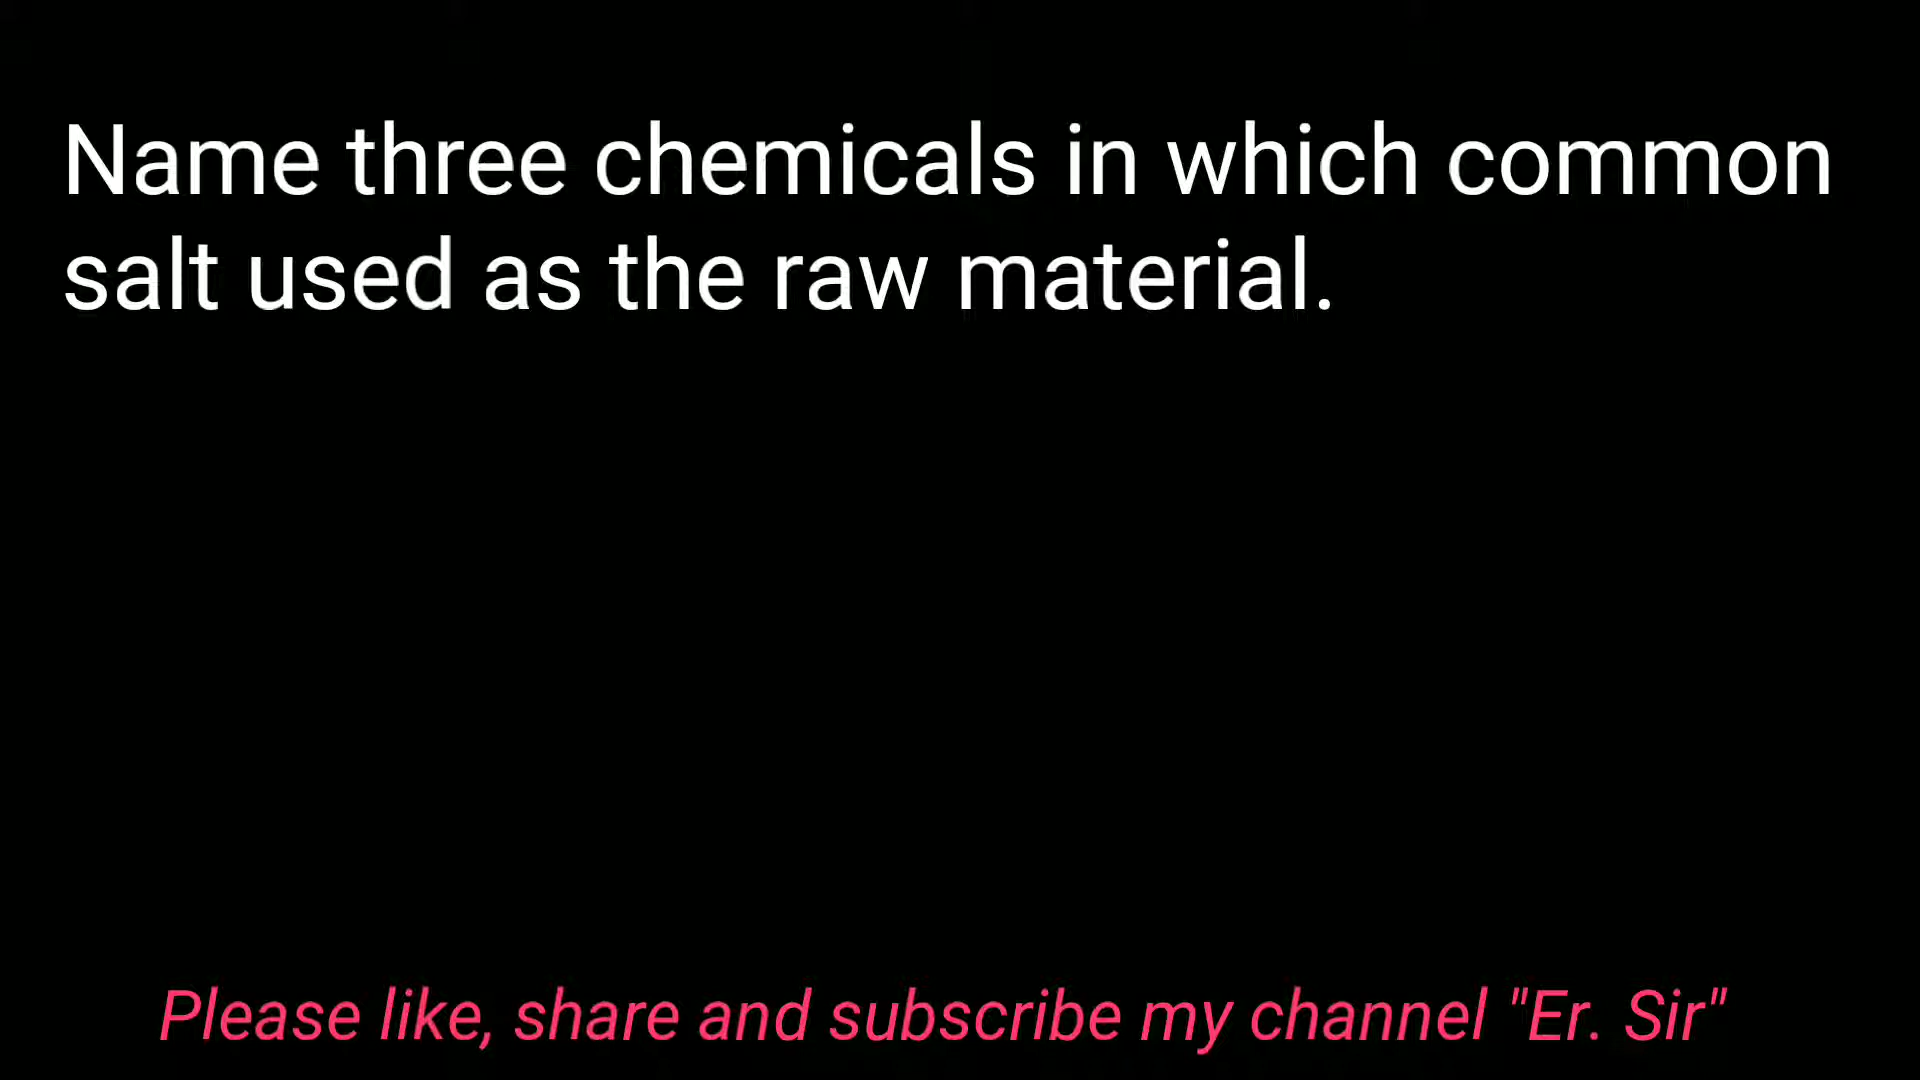 Name three chemicals in which common
salt used as the raw material.
Please like, share and subscribe my channel "Er. Sir"